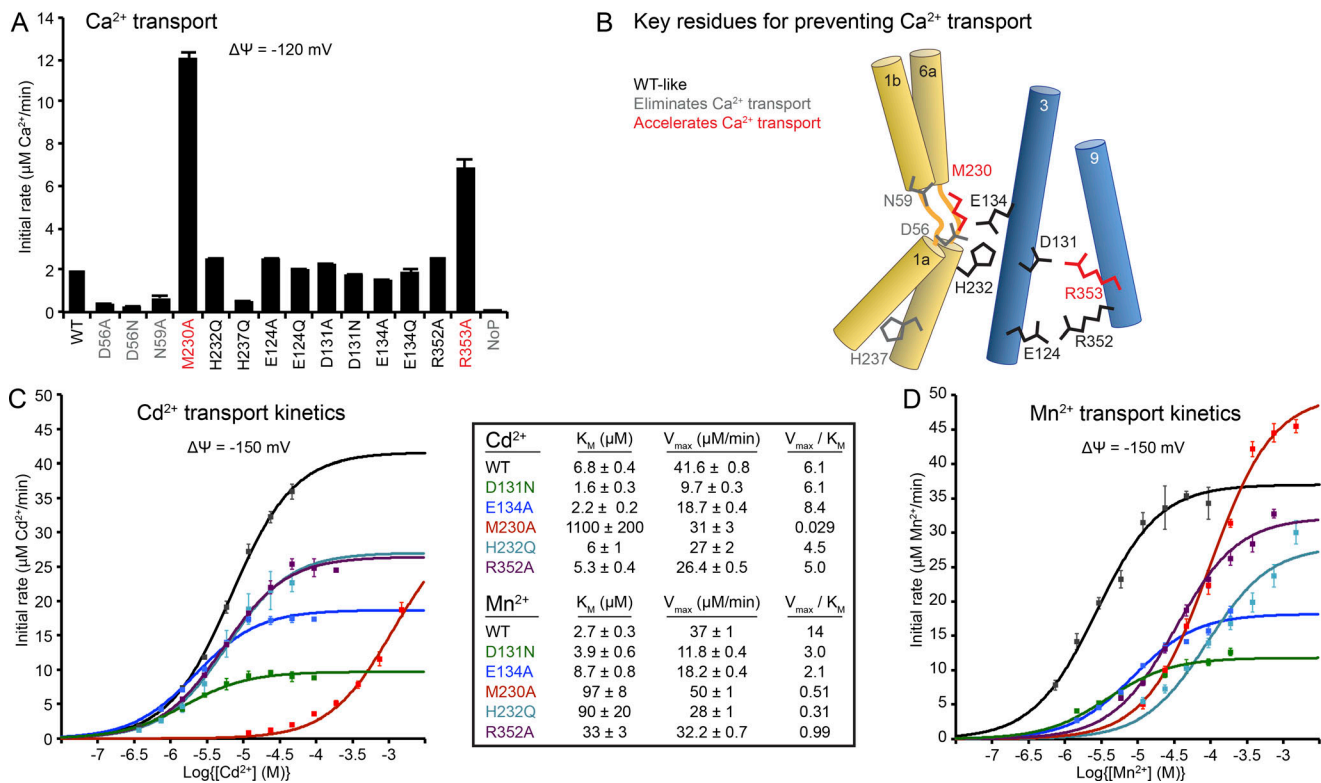 A
Ca²⁺ transport
ΔΨ = -120 mV
Initial rate (µM Ca²⁺/min)
14
12
10
8
6
4
2
0
WT
D56A
D56N
N59A
M230A
H232Q
H237Q
E124A
E124Q
D131A
D131N
E134A
E134Q
R352A
R353A
NoP
B
Key residues for preventing Ca²⁺ transport
WT-like
Eliminates Ca²⁺ transport
Accelerates Ca²⁺ transport
1b
6a
3
9
M230
N59
E134
D56
D131
1a
H232
R353
H237
E124
R352
C
Cd²⁺ transport kinetics
ΔΨ = -150 mV
Initial rate (µM Cd²⁺/min)
50
45
40
35
30
25
20
15
10
5
0
-7 -6.5 -6 -5.5 -5 -4.5 -4 -3.5 -3
Log{[Cd²⁺] (M)}
Cd²⁺ K_M (µM) V_max (µM/min) V_max / K_M
WT 6.8 ± 0.4 41.6 ± 0.8 6.1
D131N 1.6 ± 0.3 9.7 ± 0.3 6.1
E134A 2.2 ± 0.2 18.7 ± 0.4 8.4
M230A 1100 ± 200 31 ± 3 0.029
H232Q 6 ± 1 27 ± 2 4.5
R352A 5.3 ± 0.4 26.4 ± 0.5 5.0
Mn²⁺ K_M (µM) V_max (µM/min) V_max / K_M
WT 2.7 ± 0.3 37 ± 1 14
D131N 3.9 ± 0.6 11.8 ± 0.4 3.0
E134A 8.7 ± 0.8 18.2 ± 0.4 2.1
M230A 97 ± 8 50 ± 1 0.51
H232Q 90 ± 20 28 ± 1 0.31
R352A 33 ± 3 32.2 ± 0.7 0.99
D
Mn²⁺ transport kinetics
ΔΨ = -150 mV
Initial rate (µM Mn²⁺/min)
50
45
40
35
30
25
20
15
10
5
0
-7 -6.5 -6 -5.5 -5 -4.5 -4 -3.5 -3
Log{[Mn²⁺] (M)}